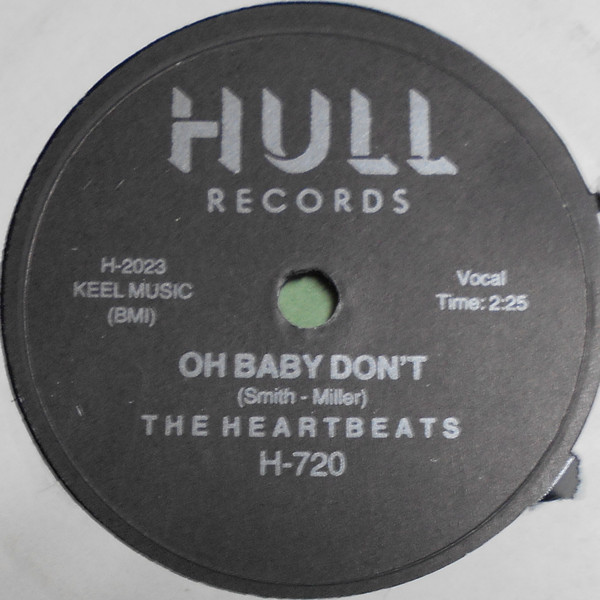 HULL
RECORDS
H-2023
KEEL MUSIC
(BMI)
Vocal
Time: 2:25
OH BABY DON'T
(Smith - Miller)
THE HEARTBEATS
H-720